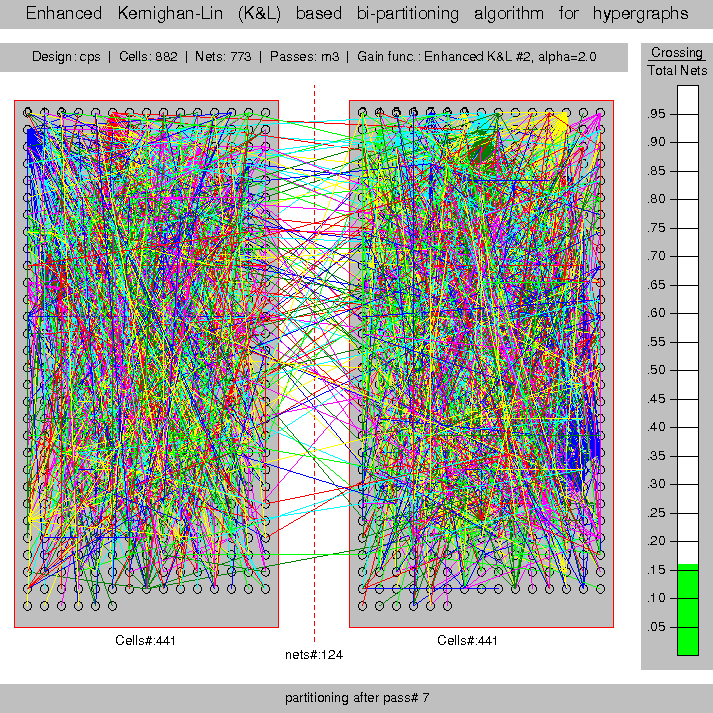 Enhanced Kernighan-Lin (K&L) based bi-partitioning algorithm for hypergraphs
Design: cps | Cells: 882 | Nets: 773 | Passes: m3 | Gain func.: Enhanced K&L #2, alpha=2.0
Crossing
Total Nets
.95
.90
.85
.80
.75
.70
.65
.60
.55
.50
.45
.40
.35
.30
.25
.20
.15
.10
.05
Cells#:441
Cells#:441
nets#:124
partitioning after pass# 7